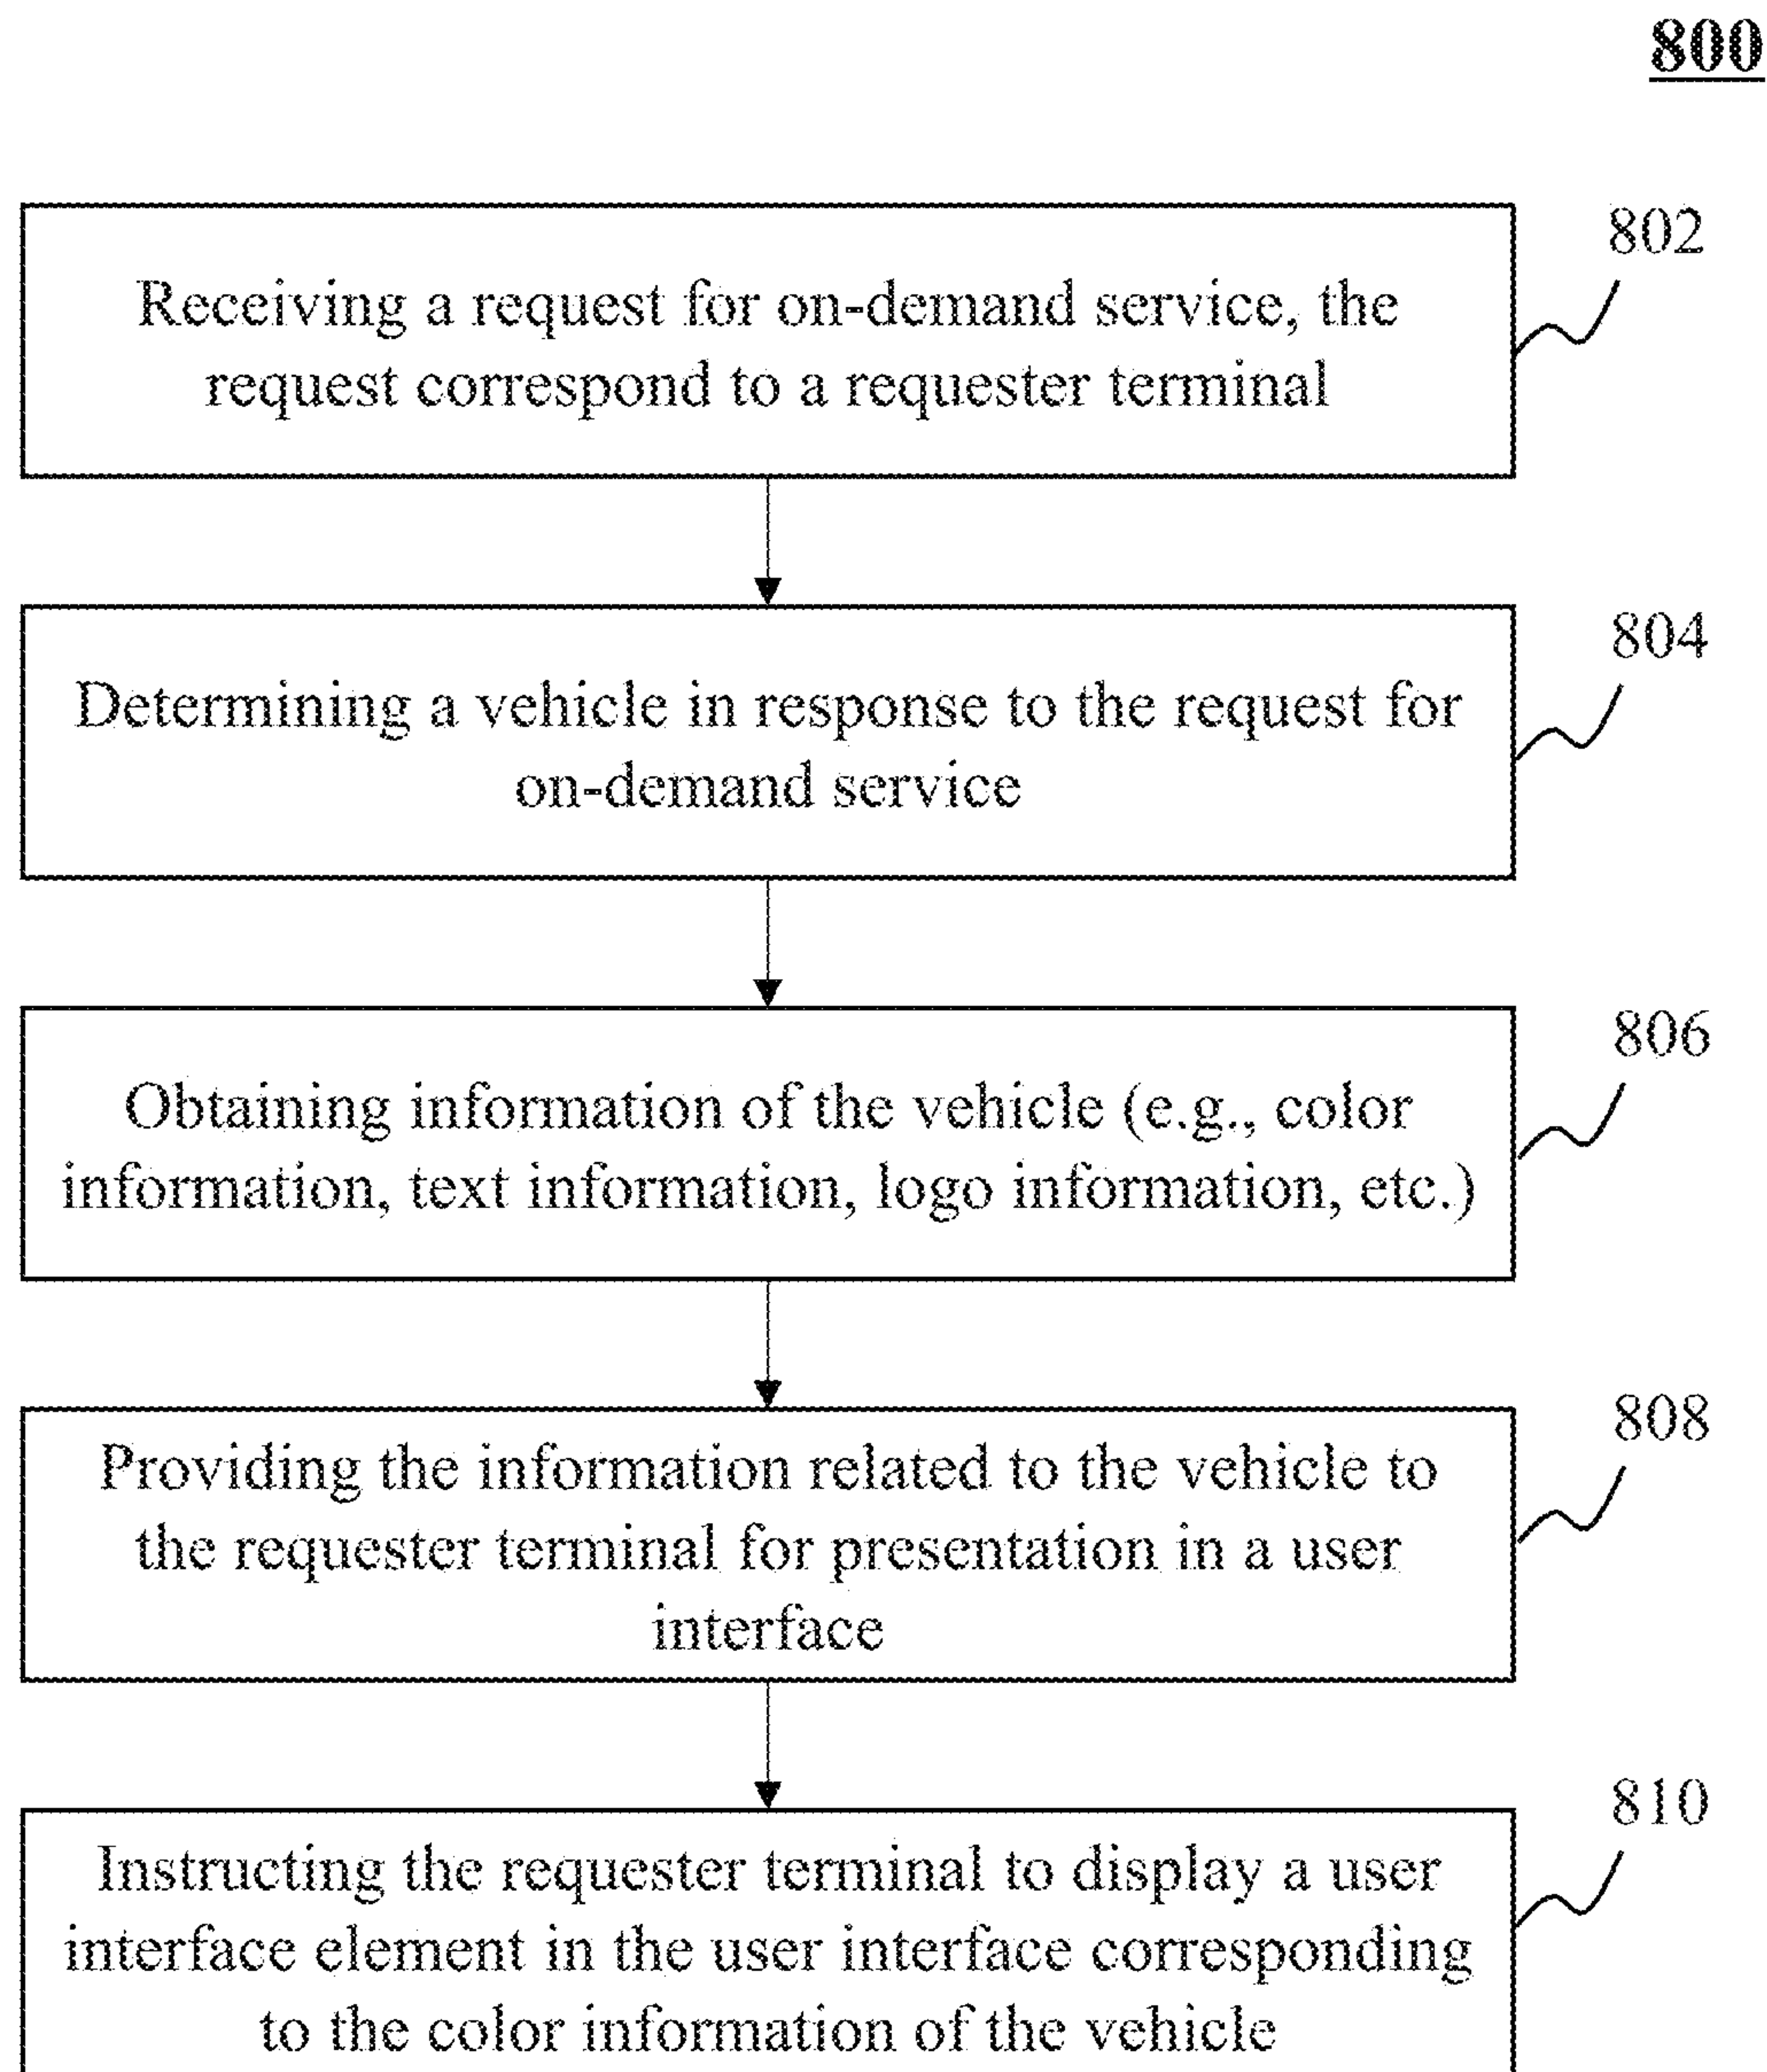 800
802
Receiving a request for on-demand service, the
request correspond to a requester terminal
804
Determining a vehicle in response to the request for
on-demand service
806
Obtaining information of the vehicle (e.g., color
information, text information, logo information, etc.)
808
Providing the information related to the vehicle to
the requester terminal for presentation in a user
interface
810
Instructing the requester terminal to display a user
interface element in the user interface corresponding
to the color information of the vehicle